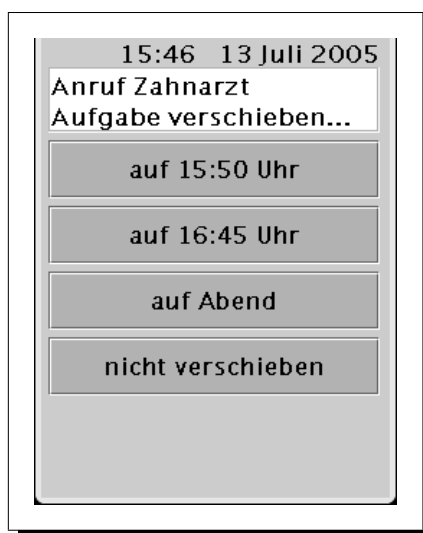 15:46 13 Juli 2005
Anruf Zahnarzt
Aufgabe verschieben...
auf 15:50 Uhr
auf 16:45 Uhr
auf Abend
nicht verschieben